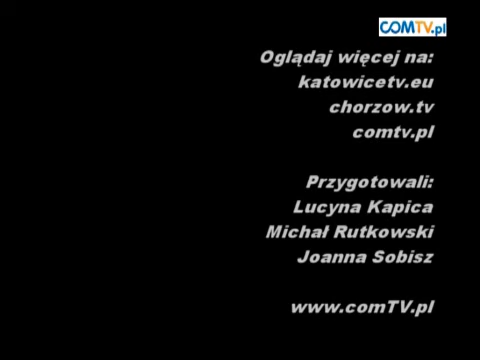 COMTV.pl
Oglądaj więcej na:
katowicetv.eu
chorzow.tv
comtv.pl
Przygotowali:
Lucyna Kapica
Michał Rutkowski
Joanna Sobisz
www.comTV.pl